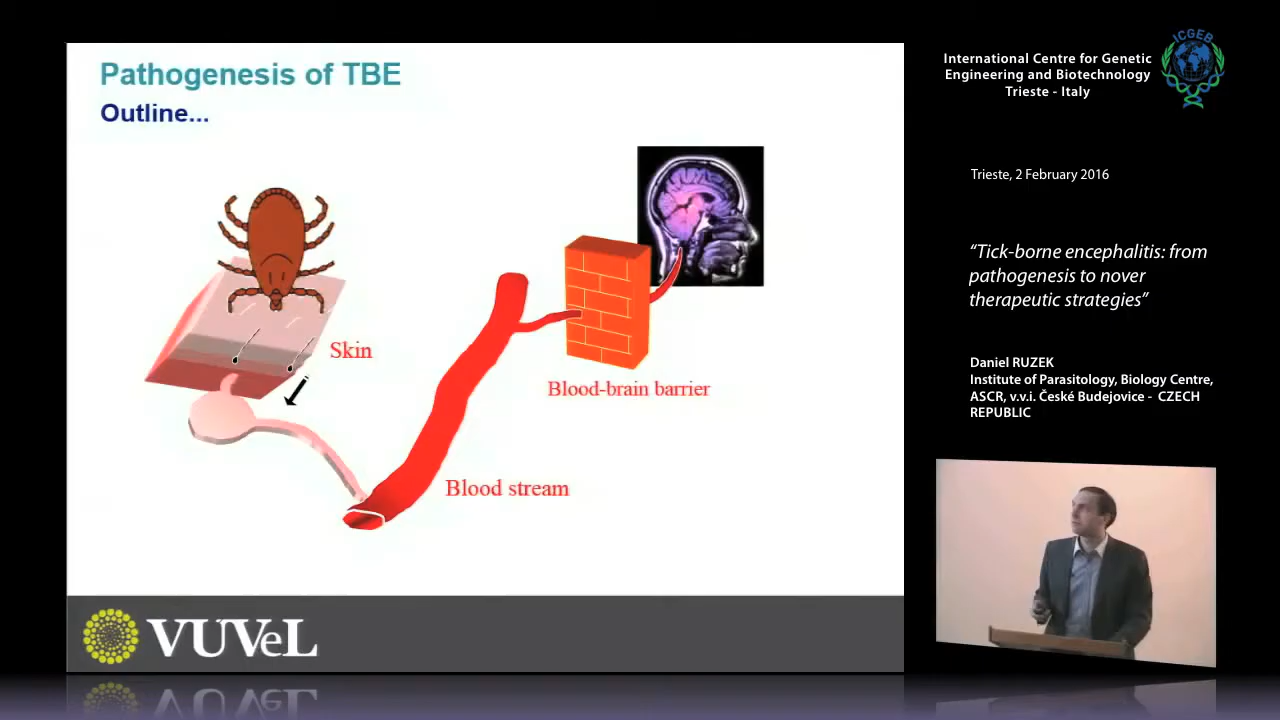 Pathogenesis of TBE
Outline...
Skin
Blood-brain barrier
Blood stream
VUVeL
International Centre for Genetic
Engineering and Biotechnology
Trieste - Italy
ICGEB
Trieste, 2 February 2016
“Tick-borne encephalitis: from
pathogenesis to nover
therapeutic strategies”
Daniel RUZEK
Institute of Parasitology, Biology Centre,
ASCR, v.v.i. České Budejovice - CZECH
REPUBLIC